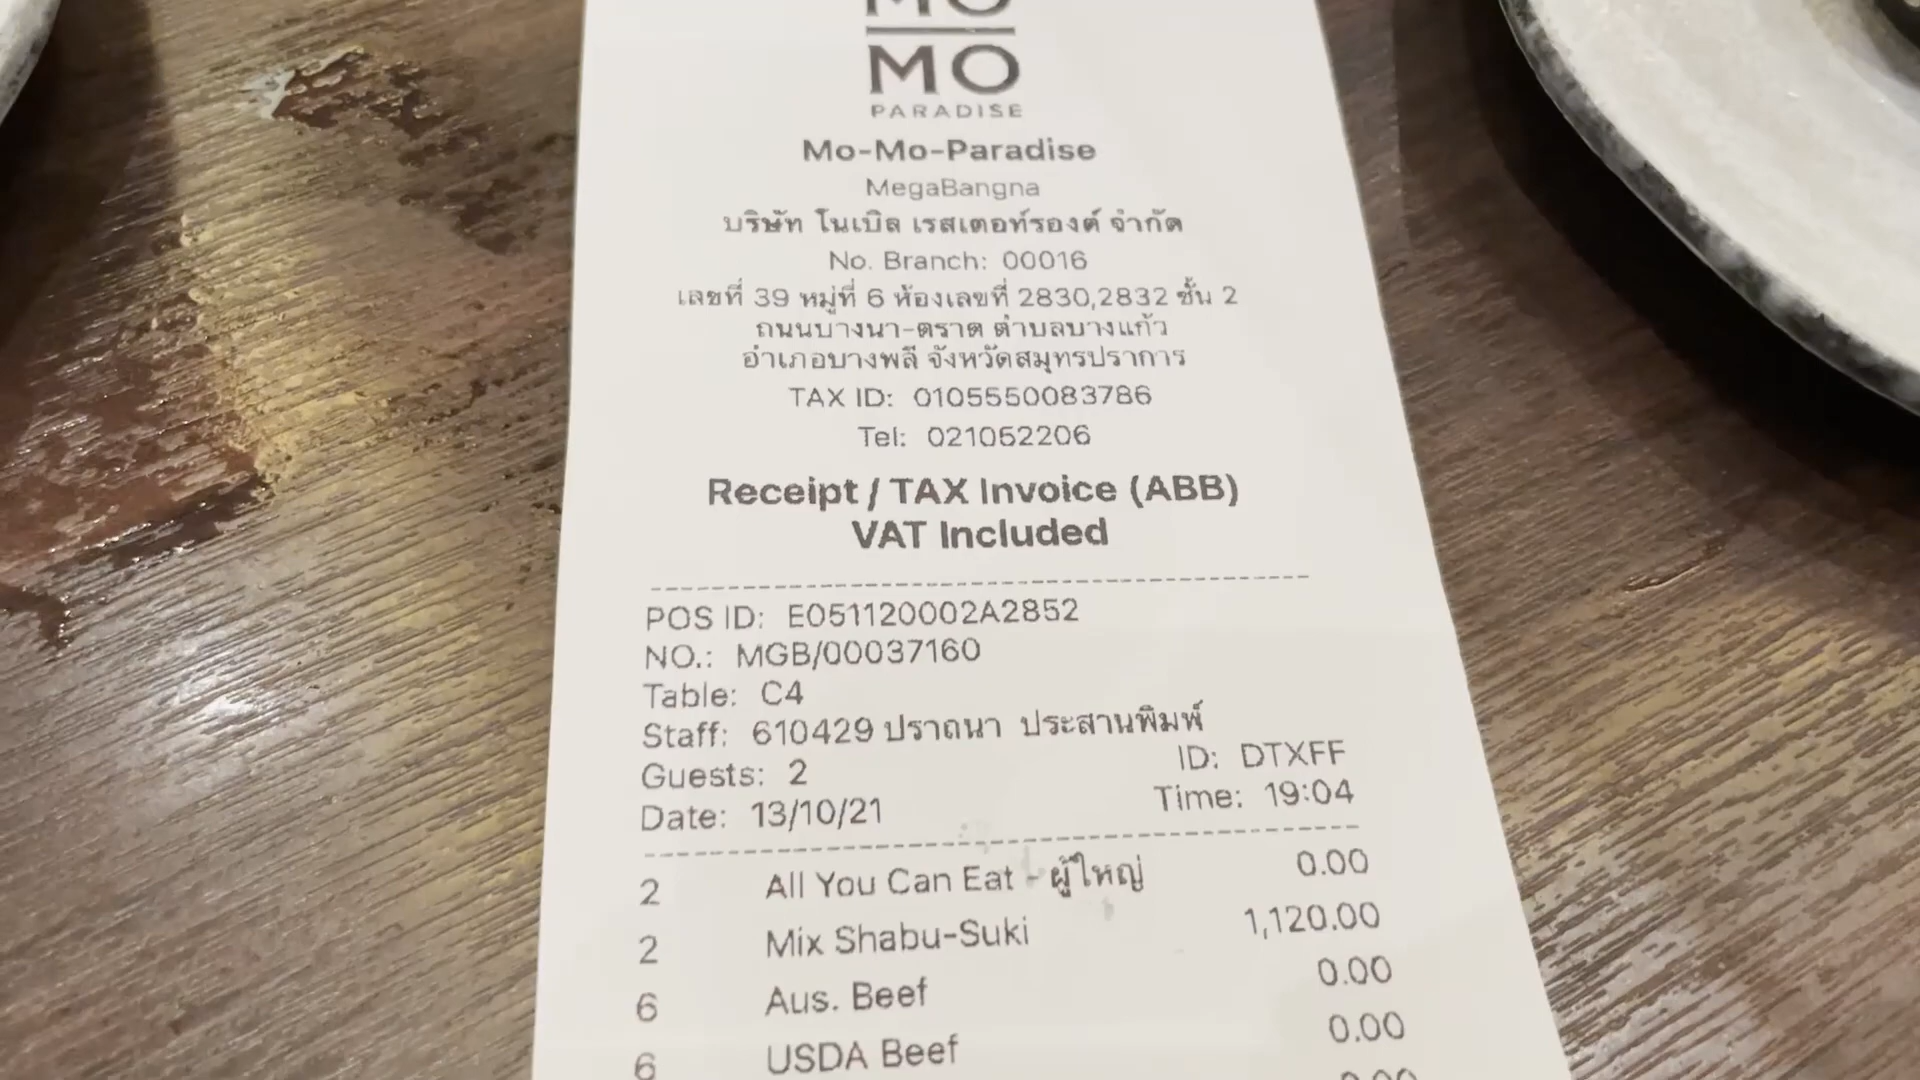 MO
MO
PARADISE
Mo-Mo-Paradise
MegaBangna
บริษัท โนเบิล เรสเตอท์รองต์ จำกัด
No. Branch: 00016
เลขที่ 39 หมู่ที่ 6 ห้องเลขที่ 2830,2832 ชั้น 2
ถนนบางนา-ตราด ตำบลบางแก้ว
อำเภอบางพลี จังหวัดสมุทรปราการ
TAX ID: 0105550083786
Tel: 021052206
Receipt / TAX Invoice (ABB)
VAT Included
POS ID: E051120002A2852
NO.: MGB/00037160
Table: C4
Staff: 610429 ปราถนา ประสานพิมพ์
Guests: 2 ID: DTXFF
Date: 13/10/21 Time: 19:04
2 All You Can Eat - ผู้ใหญ่ 0.00
2 Mix Shabu-Suki 1,120.00
6 Aus. Beef 0.00
6 USDA Beef 0.00
0.00